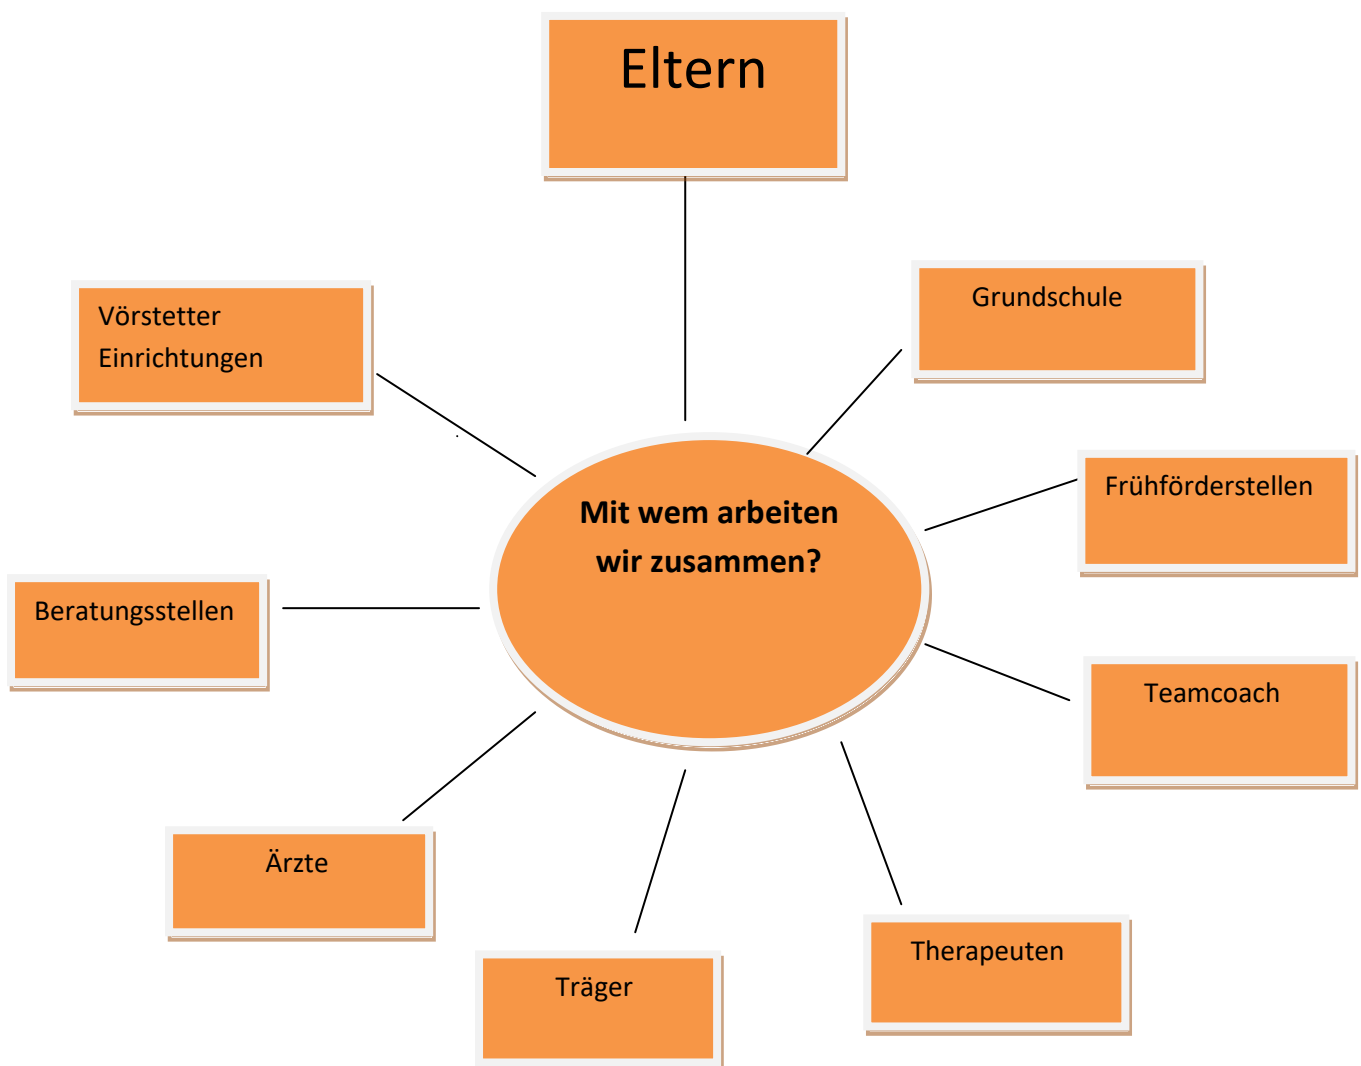 Eltern
Grundschule
Vörstetter
Einrichtungen
Frühförderstellen
Mit wem arbeiten
wir zusammen?
Beratungsstellen
Teamcoach
Ärzte
Therapeuten
Träger